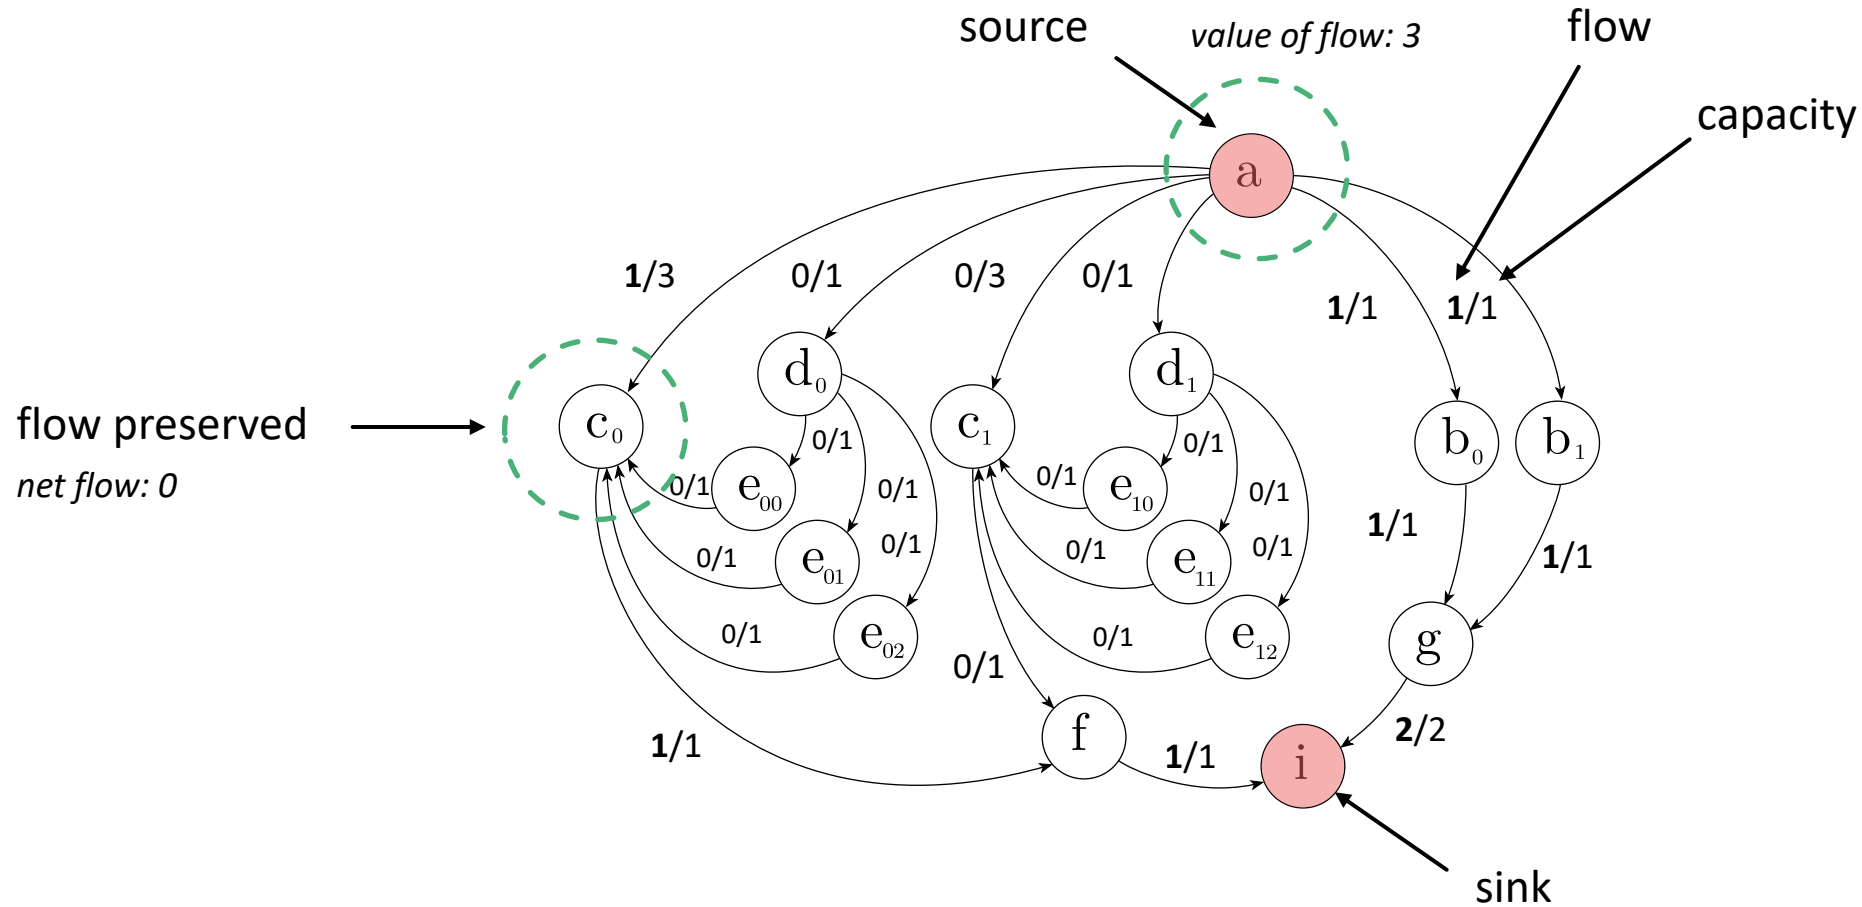 source
value of flow: 3
flow
capacity
a
1/3
0/1
0/3
0/1
1/1
1/1
d0
d1
c0
c1
b0
b1
flow preserved
net flow: 0
0/1
0/1
0/1
e00
0/1
0/1
e10
0/1
1/1
0/1
e01
0/1
0/1
e11
0/1
1/1
0/1
e02
0/1
e12
g
0/1
f
1/1
1/1
i
2/2
sink